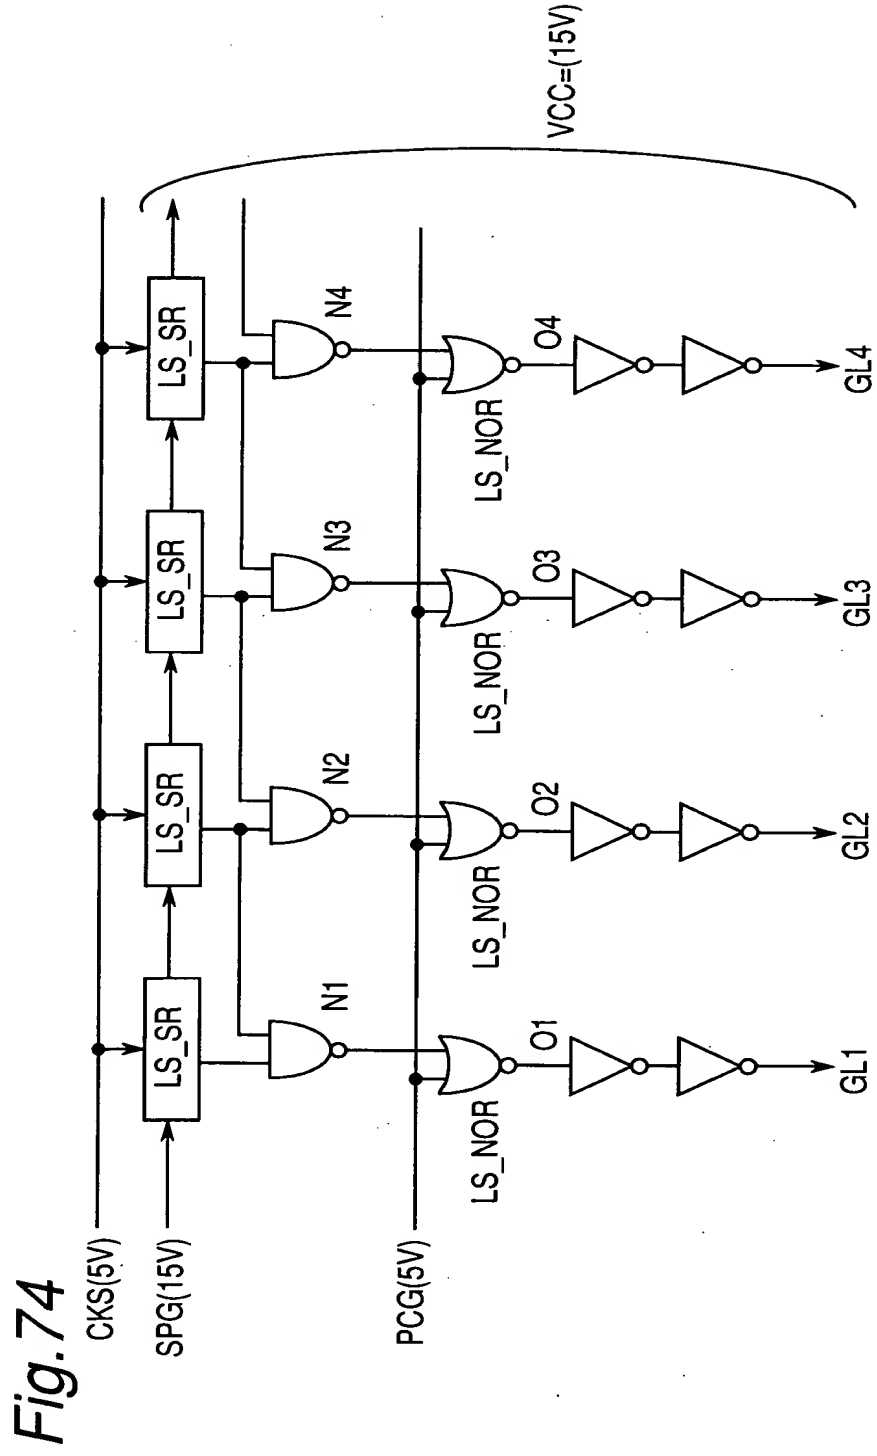 Fig.74
CKS(5V)
SPG(15V)
LS_SR
LS_SR
LS_SR
LS_SR
VCC=(15V)
N1
N2
N3
N4
PCG(5V)
LS_NOR
O1
LS_NOR
O2
LS_NOR
O3
LS_NOR
O4
GL1
GL2
GL3
GL4